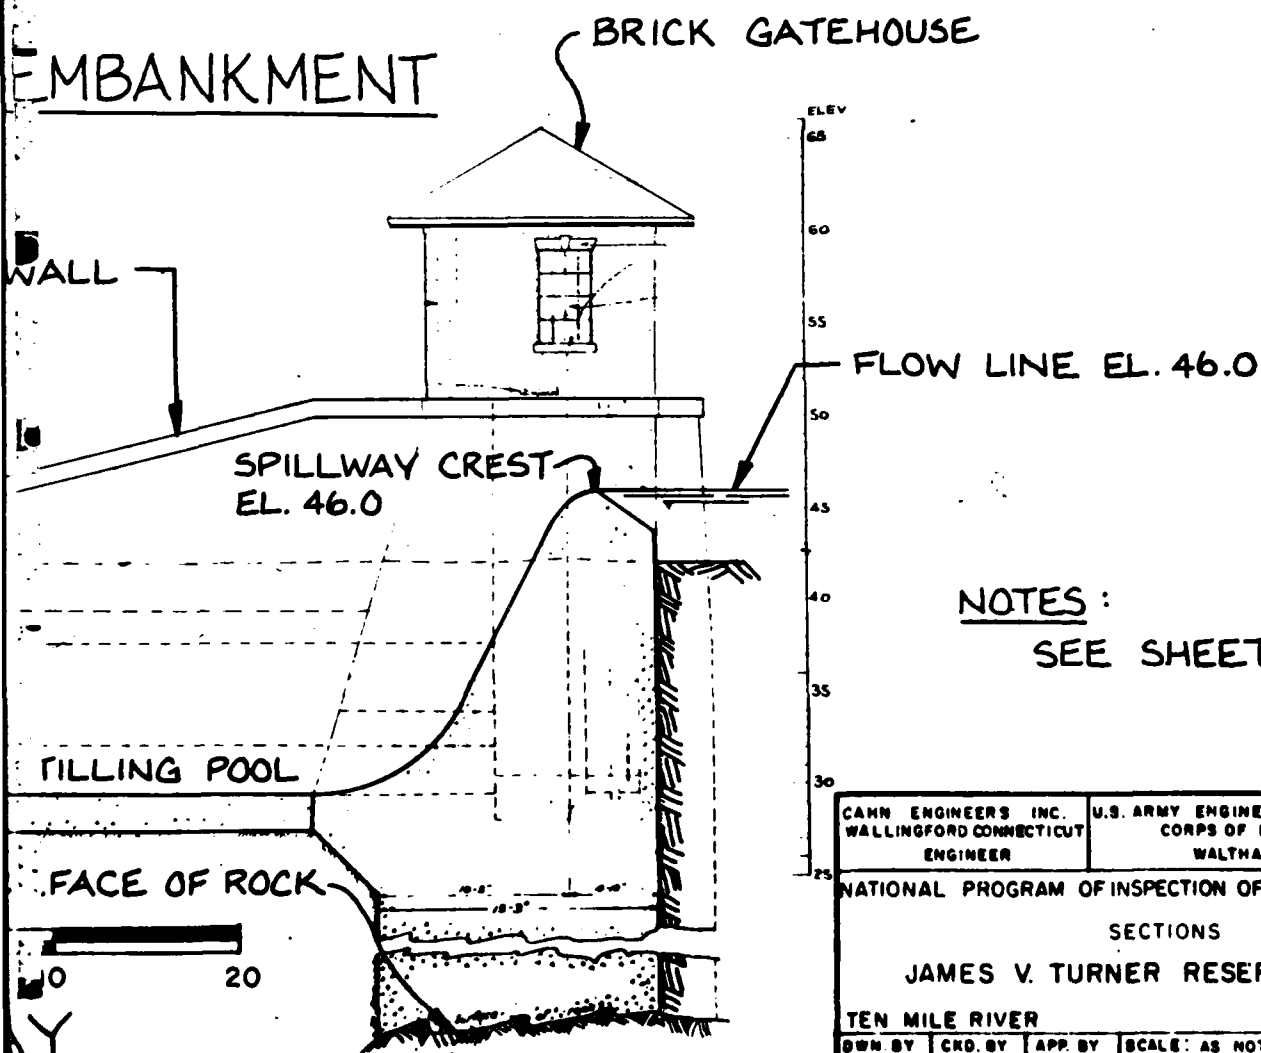 BRICK GATEHOUSE
EMBANKMENT
ELEV
65
60
WALL
55
FLOW LINE EL. 46.0
50
SPILLWAY CREST
EL. 46.0
45
40
NOTES:
SEE SHEET
35
TILLING POOL
30
CAHN ENGINEERS INC.
WALLINGFORD CONNECTICUT
ENGINEER
U.S. ARMY ENGINE
CORPS OF
WALTHA
25
FACE OF ROCK
NATIONAL PROGRAM OF INSPECTION OF
SECTIONS
10 20
JAMES V. TURNER RESER
TEN MILE RIVER
Y
DWN. BY CKD. BY APP. BY SCALE: AS NOT